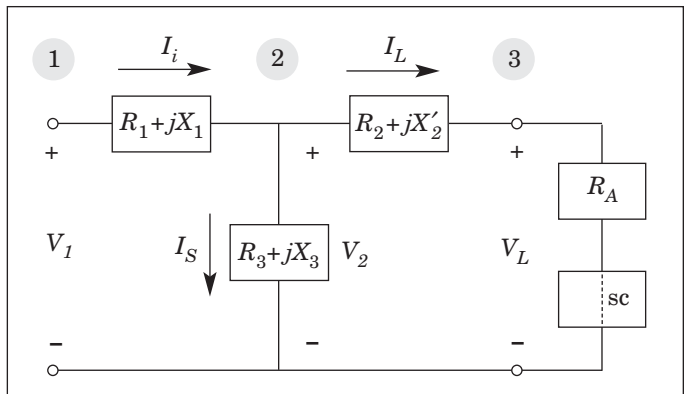 1 I_i 2 I_L 3
R_1+jX_1 R_2+jX′_2
+ + +
R_A
V_1 I_S R_3+jX_3 V_2 V_L
sc
− − −